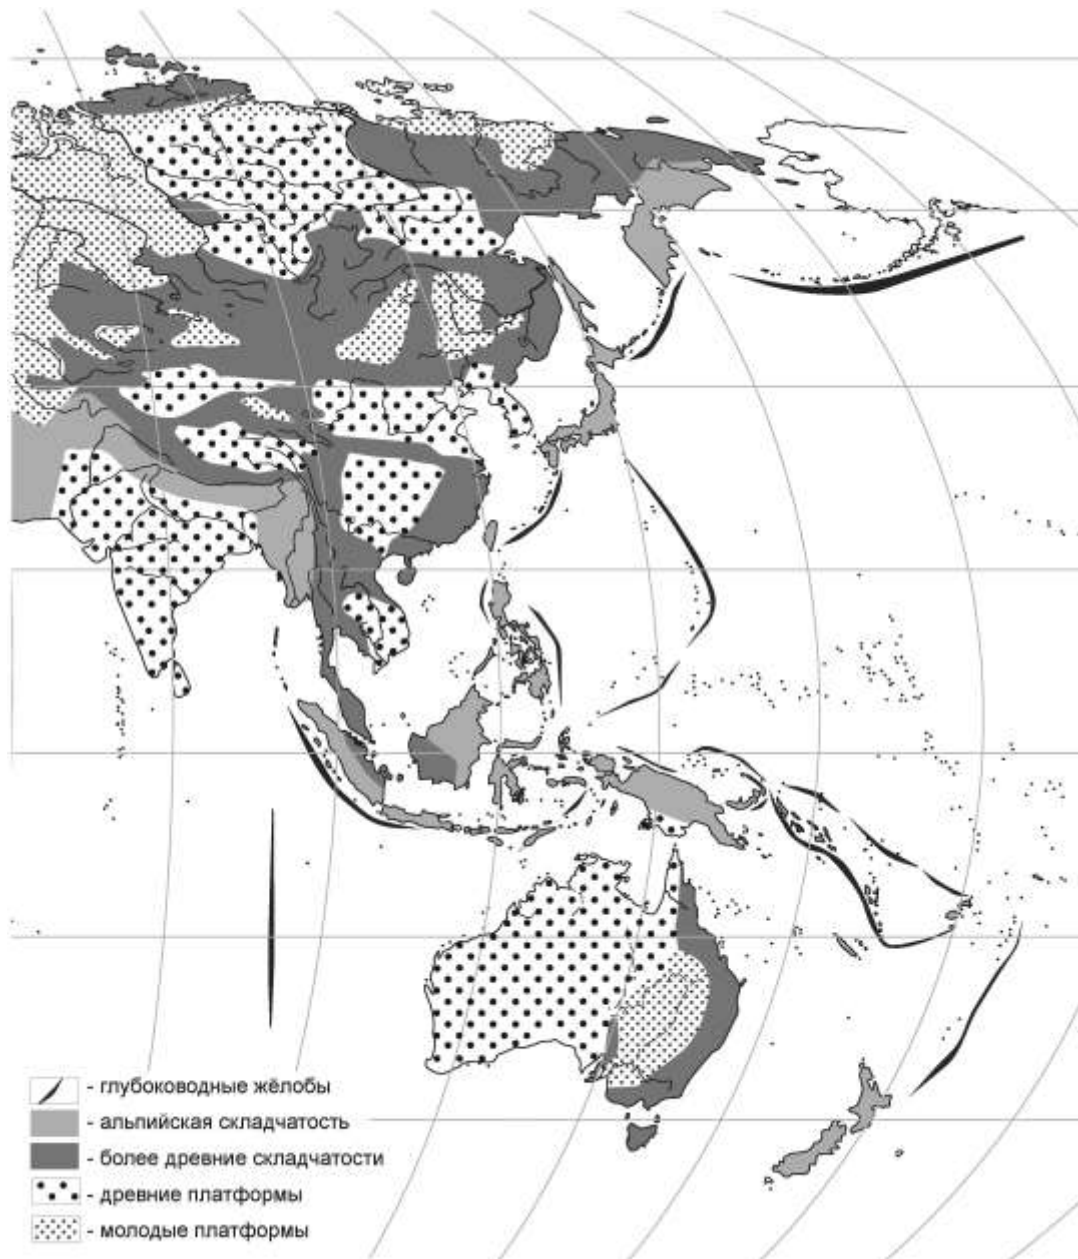 - глубоководные жёлобы
- альпийская складчатость
- более древние складчатости
- древние платформы
- молодые платформы